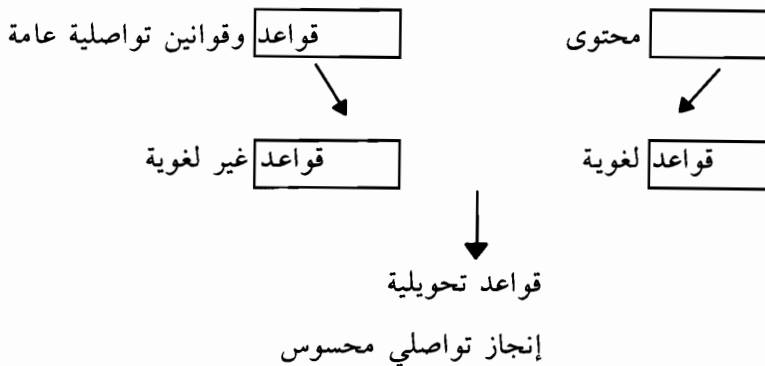 محتوى
قواعد وقوانين تواصلية عامة
قواعد لغوية
قواعد غير لغوية
قواعد تحويلية
إنجاز تواصلي محسوس